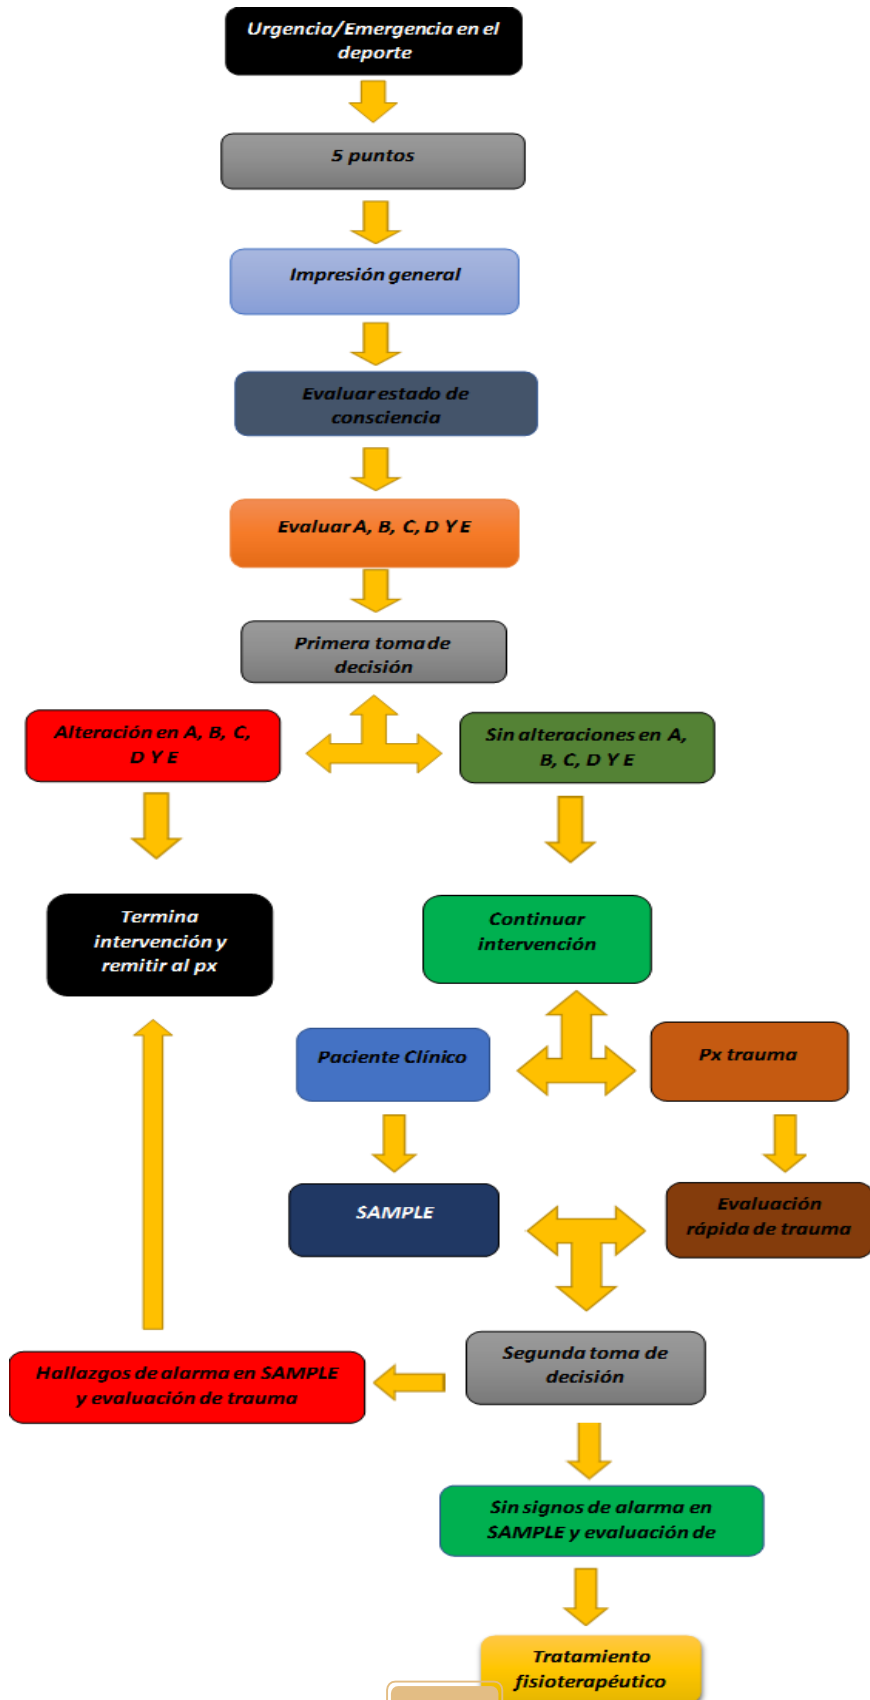 Urgencia/Emergencia en el
deporte
5 puntos
Impresión general
Evaluar estado de
consciencia
Evaluar A, B, C, D Y E
Primera toma de
decisión
Alteración en A, B, C,
D Y E
Sin alteraciones en A,
B, C, D Y E
Termina
intervención y
remitir al px
Continuar
intervención
Paciente Clínico
Px trauma
SAMPLE
Evaluación
rápida de trauma
Segunda toma de
decisión
Hallazgos de alarma en SAMPLE
y evaluación de trauma
Sin signos de alarma en
SAMPLE y evaluación de
Tratamiento
fisioterapéutico